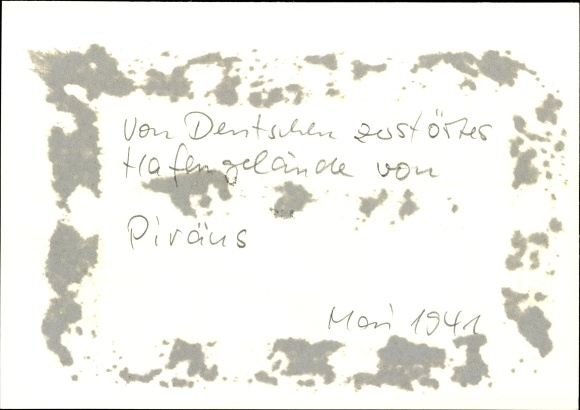 von Deutschen zerstörtes
Hafengelände von
Piräus
Mai 1941